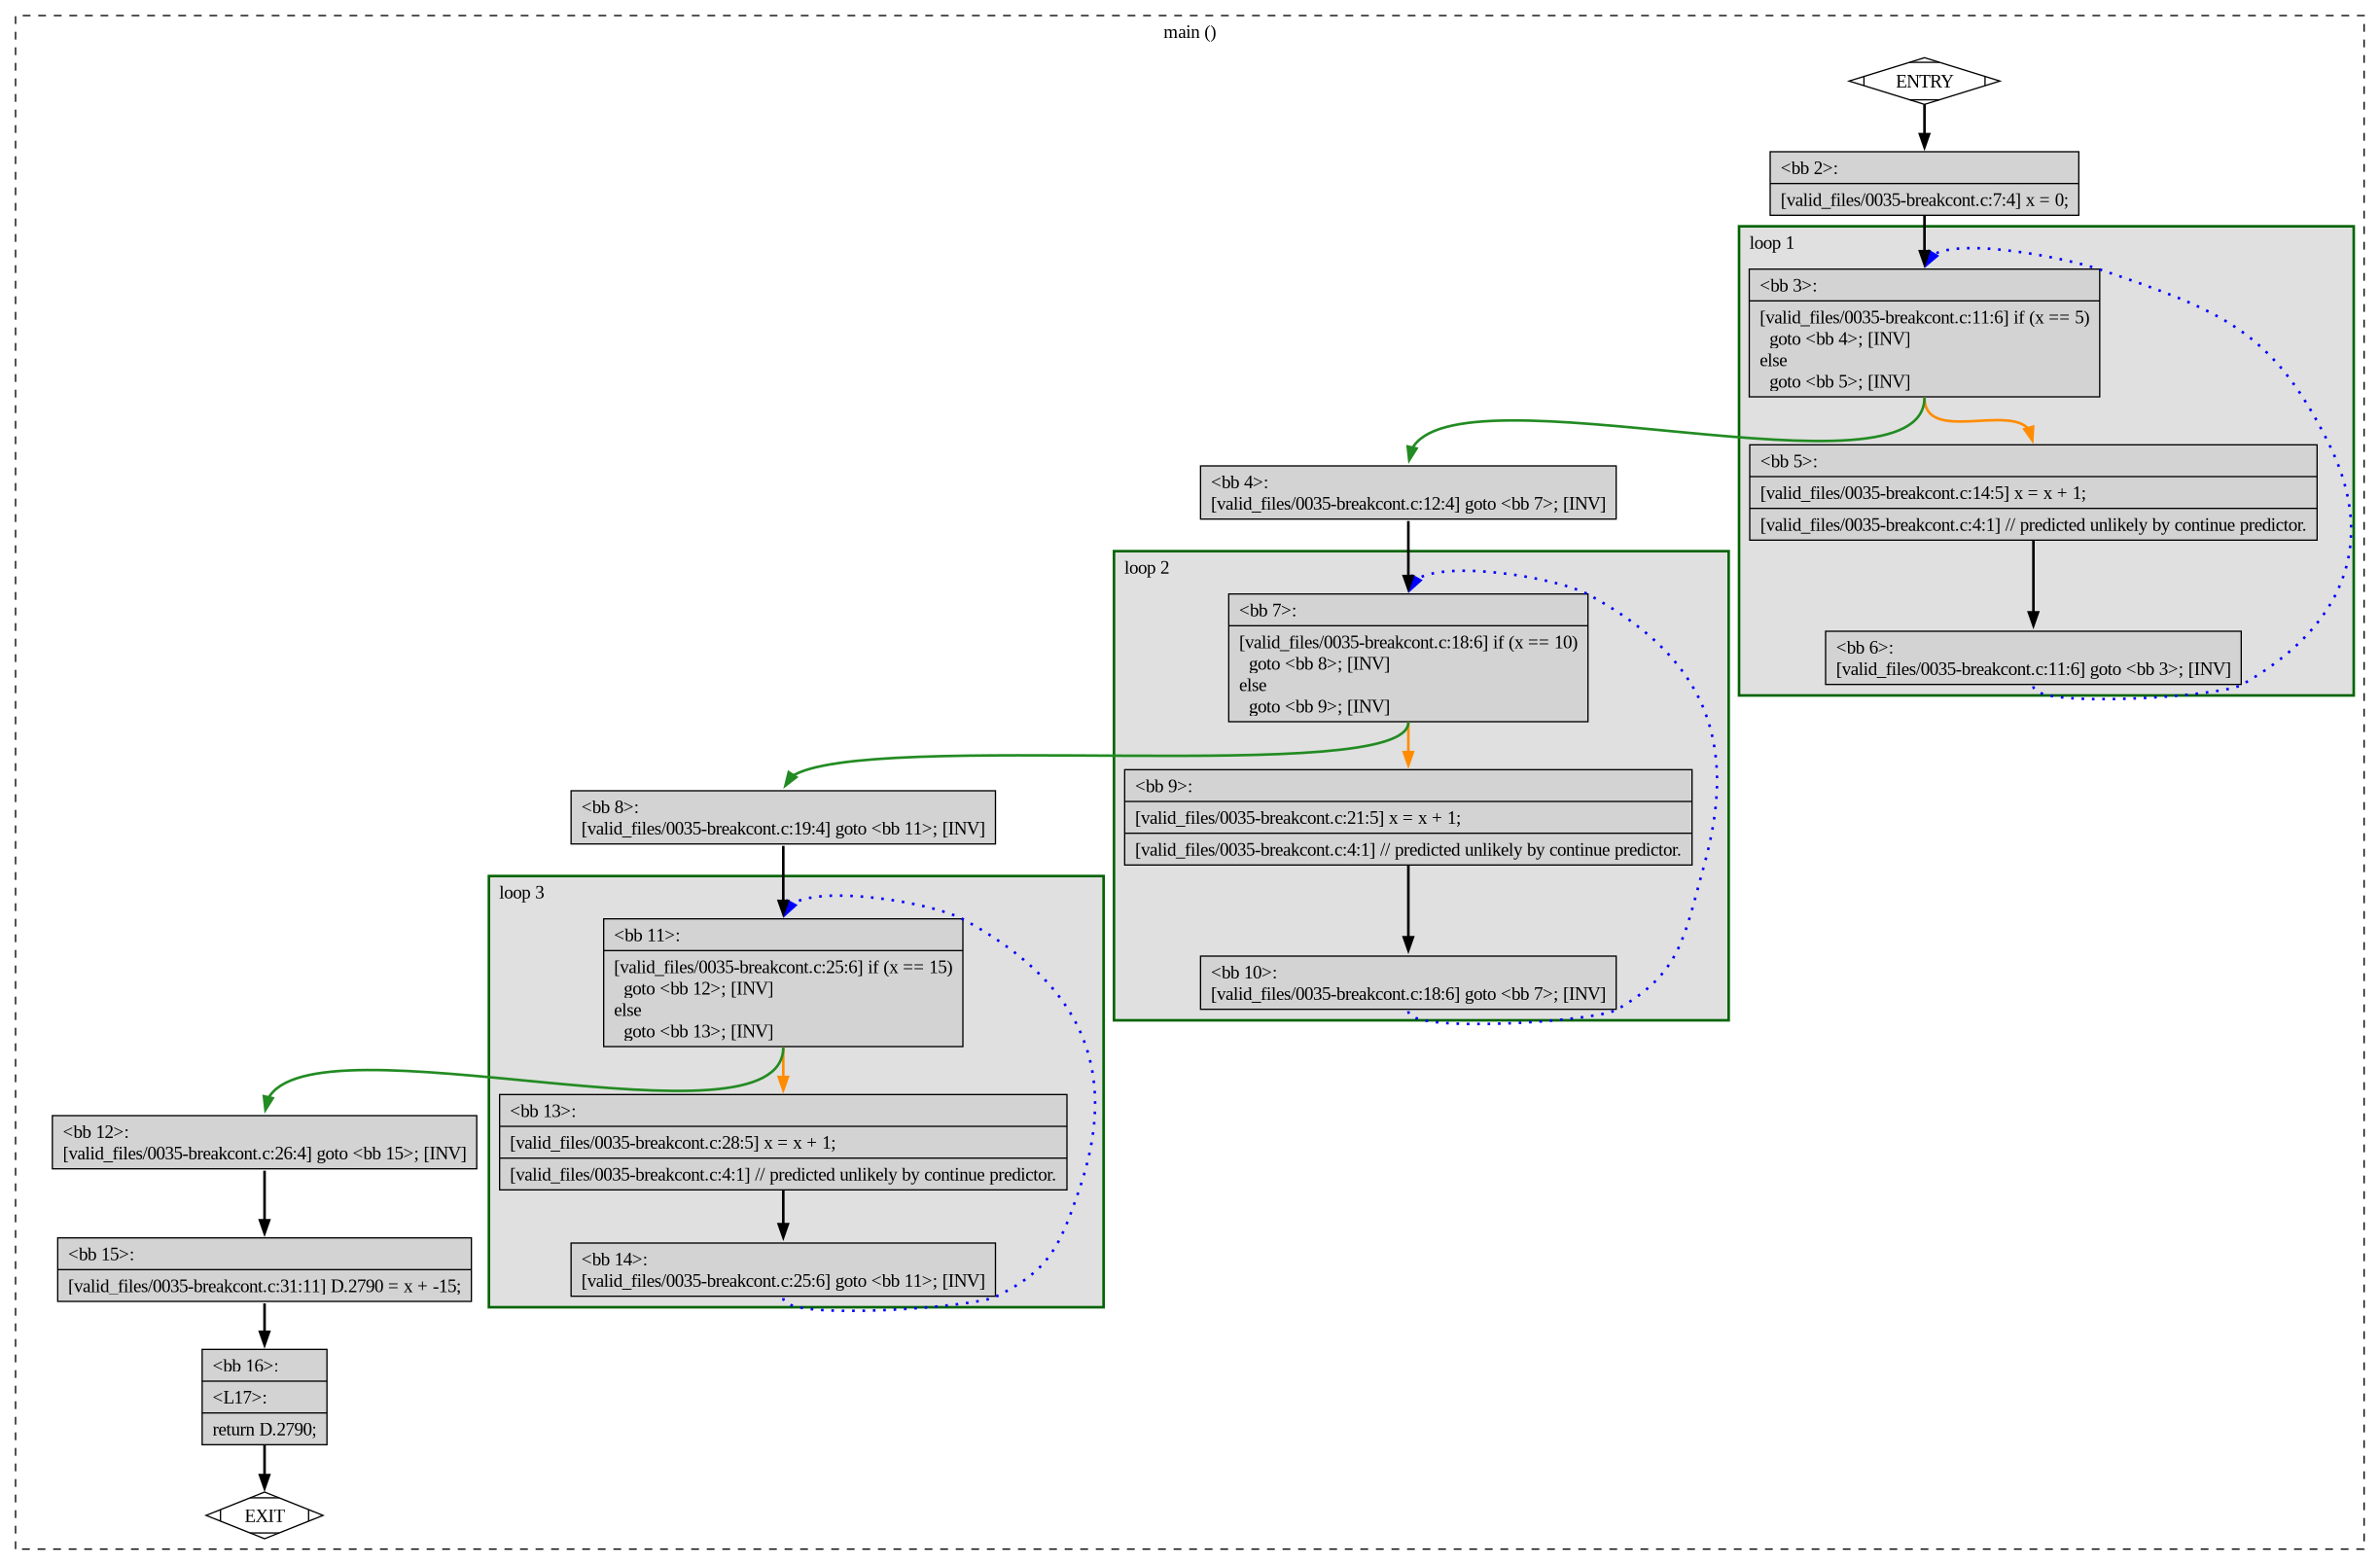 main ()
ENTRY
<bb 2>:
[valid_files/0035-breakcont.c:7:4] x = 0;
loop 1
<bb 3>:
[valid_files/0035-breakcont.c:11:6] if (x == 5)
goto <bb 4>; [INV]
else
goto <bb 5>; [INV]
<bb 5>:
[valid_files/0035-breakcont.c:14:5] x = x + 1;
[valid_files/0035-breakcont.c:4:1] // predicted unlikely by continue predictor.
<bb 6>:
[valid_files/0035-breakcont.c:11:6] goto <bb 3>; [INV]
<bb 4>:
[valid_files/0035-breakcont.c:12:4] goto <bb 7>; [INV]
loop 2
<bb 7>:
[valid_files/0035-breakcont.c:18:6] if (x == 10)
goto <bb 8>; [INV]
else
goto <bb 9>; [INV]
<bb 9>:
[valid_files/0035-breakcont.c:21:5] x = x + 1;
[valid_files/0035-breakcont.c:4:1] // predicted unlikely by continue predictor.
<bb 10>:
[valid_files/0035-breakcont.c:18:6] goto <bb 7>; [INV]
<bb 8>:
[valid_files/0035-breakcont.c:19:4] goto <bb 11>; [INV]
loop 3
<bb 11>:
[valid_files/0035-breakcont.c:25:6] if (x == 15)
goto <bb 12>; [INV]
else
goto <bb 13>; [INV]
<bb 13>:
[valid_files/0035-breakcont.c:28:5] x = x + 1;
[valid_files/0035-breakcont.c:4:1] // predicted unlikely by continue predictor.
<bb 14>:
[valid_files/0035-breakcont.c:25:6] goto <bb 11>; [INV]
<bb 12>:
[valid_files/0035-breakcont.c:26:4] goto <bb 15>; [INV]
<bb 15>:
[valid_files/0035-breakcont.c:31:11] D.2790 = x + -15;
<bb 16>:
<L17>:
return D.2790;
EXIT